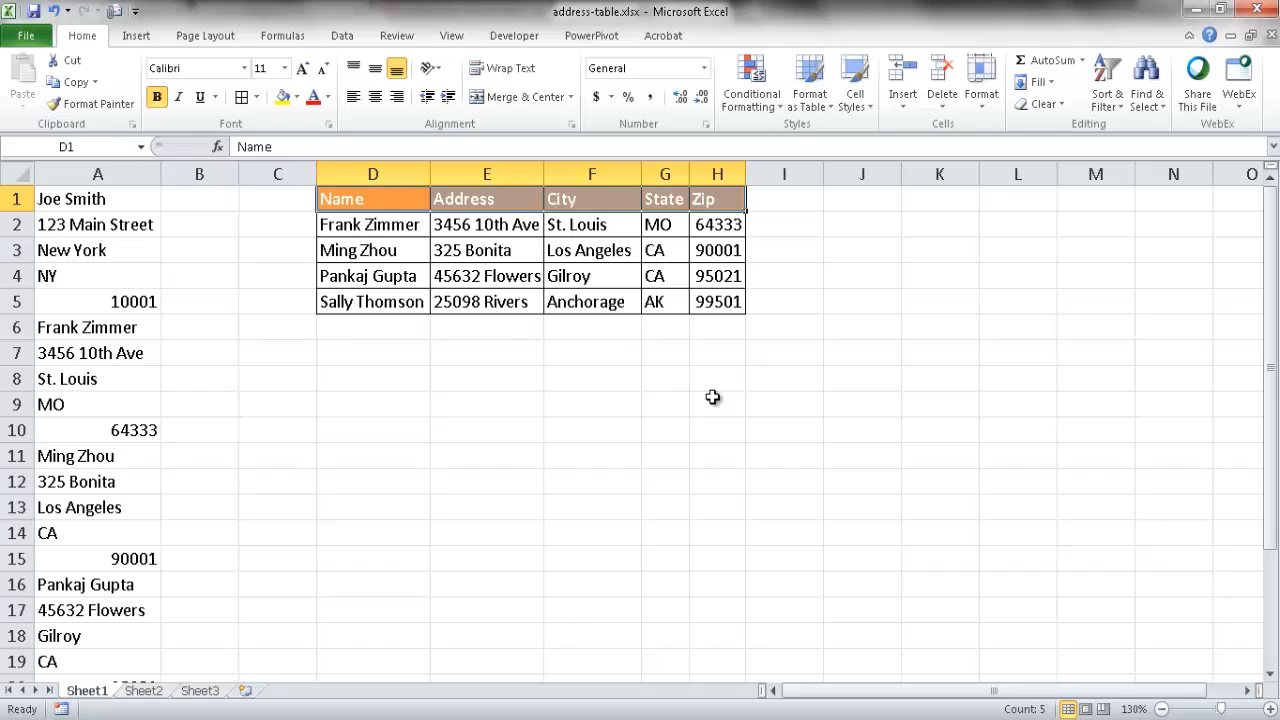 address-table.xlsx - Microsoft Excel
File Home Insert Page Layout Formulas Data Review View Developer PowerPivot Acrobat
Paste
Cut
Copy
Format Painter
Clipboard
Calibri 11
B I U
Font
Wrap Text
Merge & Center
Alignment
General
$ % ,
Number
Conditional Formatting
Format as Table
Cell Styles
Styles
Insert Delete Format
Cells
Σ AutoSum
Fill
Clear
Sort & Filter
Find & Select
Editing
Share This File
WebEx
WebEx
D1 fx Name
A B C D E F G H I J K L M N O
1 Joe Smith Name Address City State Zip
2 123 Main Street Frank Zimmer 3456 10th Ave St. Louis MO 64333
3 New York Ming Zhou 325 Bonita Los Angeles CA 90001
4 NY Pankaj Gupta 45632 Flowers Gilroy CA 95021
5 10001 Sally Thomson 25098 Rivers Anchorage AK 99501
6 Frank Zimmer
7 3456 10th Ave
8 St. Louis
9 MO
10 64333
11 Ming Zhou
12 325 Bonita
13 Los Angeles
14 CA
15 90001
16 Pankaj Gupta
17 45632 Flowers
18 Gilroy
19 CA
Sheet1 Sheet2 Sheet3
Ready Count: 5 130%